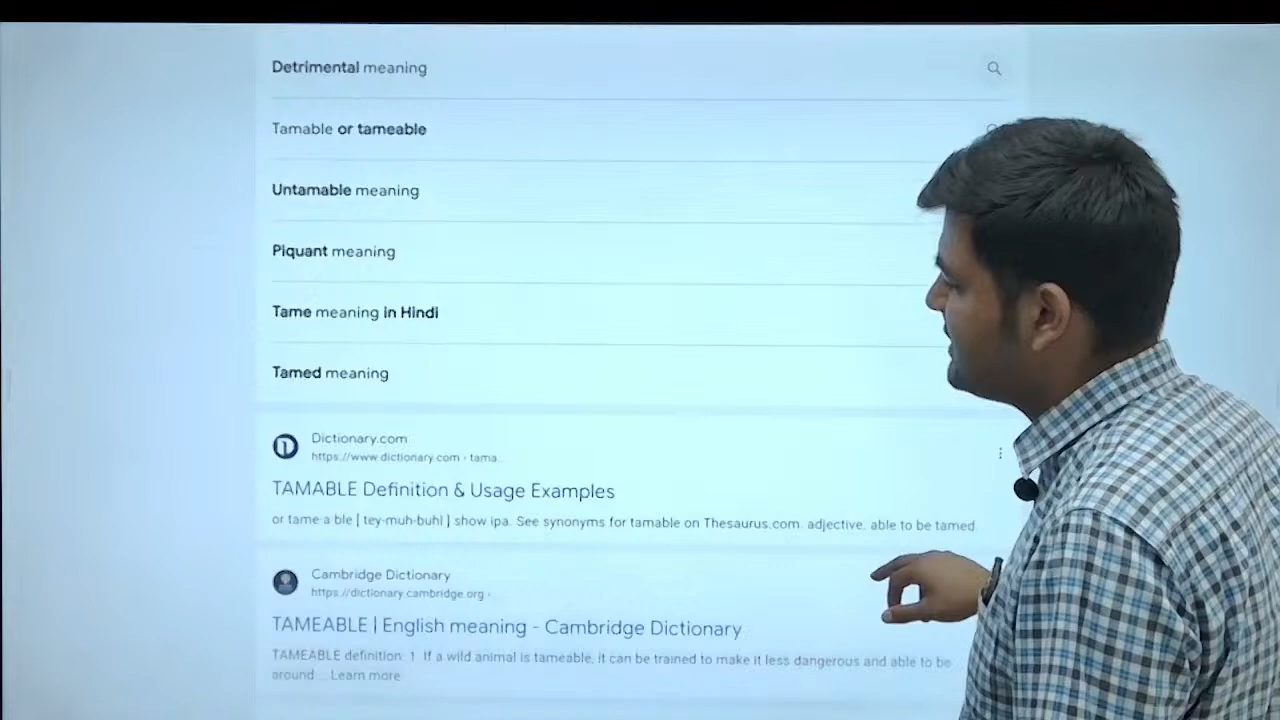 Detrimental meaning
Tamable or tameable
Untamable meaning
Piquant meaning
Tame meaning in Hindi
Tamed meaning
Dictionary.com
https://www.dictionary.com › tama..
TAMABLE Definition & Usage Examples
or tame·a·ble [ tey-muh-buhl ] show ipa. See synonyms for tamable on Thesaurus.com. adjective. able to be tamed.
Cambridge Dictionary
https://dictionary.cambridge.org ›
TAMEABLE | English meaning - Cambridge Dictionary
TAMEABLE definition: 1. If a wild animal is tameable, it can be trained to make it less dangerous and able to be
around... Learn more